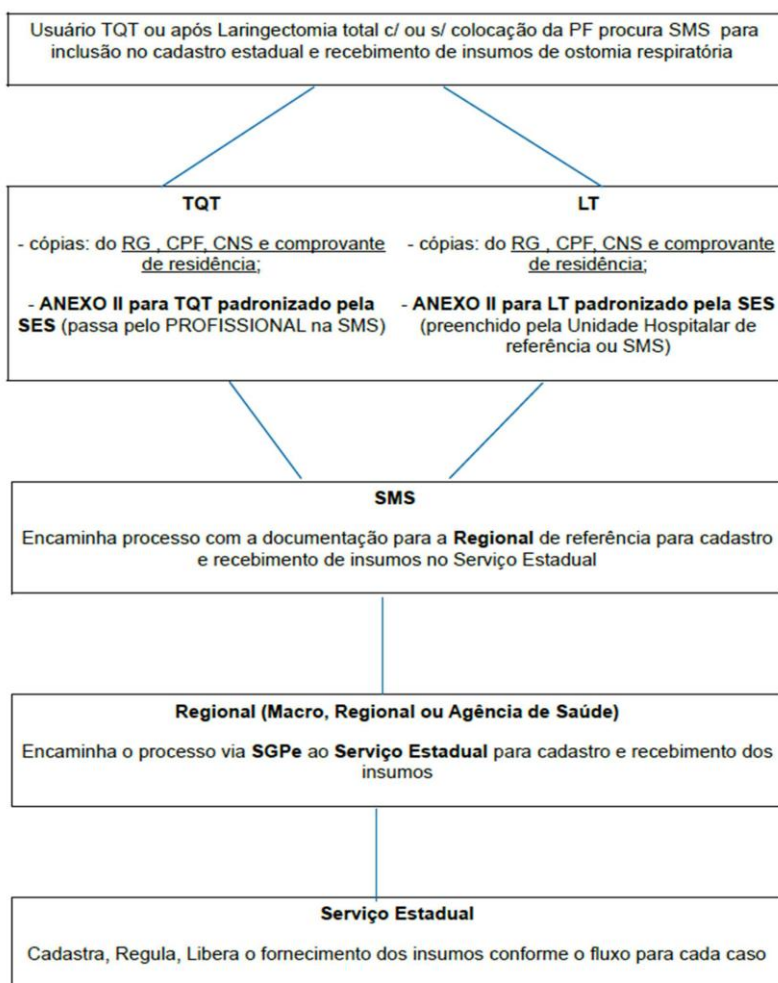 Usuário TQT ou após Laringectomia total c/ ou s/ colocação da PF procura SMS para
inclusão no cadastro estadual e recebimento de insumos de ostomia respiratória
TQT
- cópias: do RG , CPF, CNS e comprovante
de residência;
- ANEXO II para TQT padronizado pela
SES (passa pelo PROFISSIONAL na SMS)
LT
- cópias: do RG , CPF, CNS e comprovante
de residência;
- ANEXO II para LT padronizado pela SES
(preenchido pela Unidade Hospitalar de
referência ou SMS)
SMS
Encaminha processo com a documentação para a Regional de referência para cadastro
e recebimento de insumos no Serviço Estadual
Regional (Macro, Regional ou Agência de Saúde)
Encaminha o processo via SGPe ao Serviço Estadual para cadastro e recebimento dos
insumos
Serviço Estadual
Cadastra, Regula, Libera o fornecimento dos insumos conforme o fluxo para cada caso